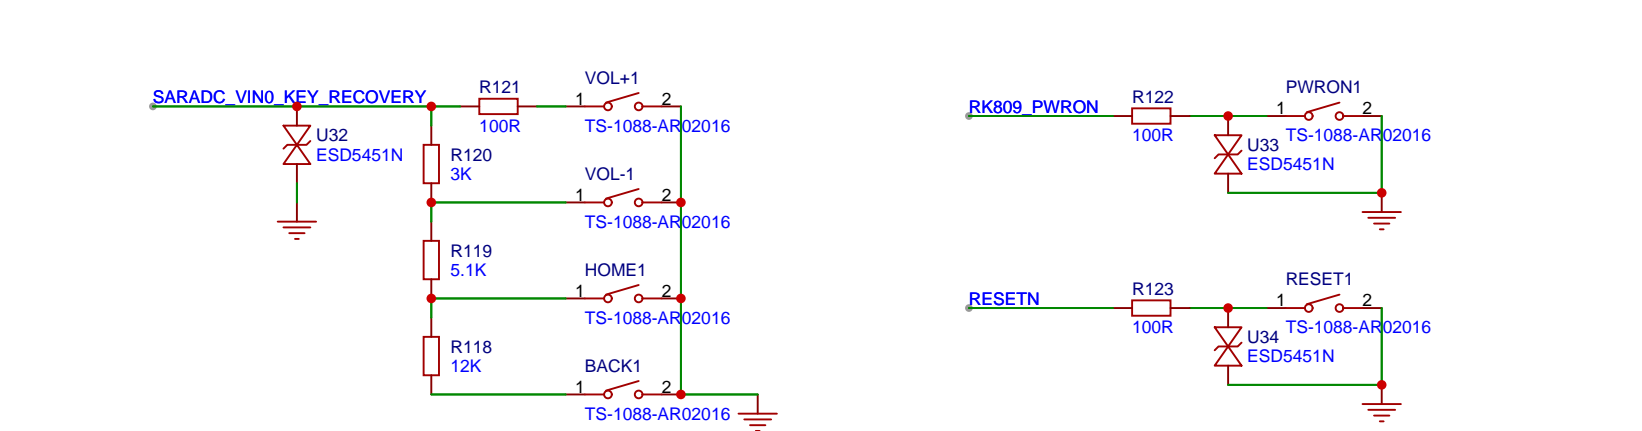 SARADC_VIN0_KEY_RECOVERY
U32
ESD5451N
R121
100R
VOL+1
1 2
TS-1088-AR02016
R120
3K
VOL-1
1 2
TS-1088-AR02016
R119
5.1K
HOME1
1 2
TS-1088-AR02016
R118
12K
BACK1
1 2
TS-1088-AR02016
RK809_PWRON
R122
100R
PWRON1
1 2
TS-1088-AR02016
U33
ESD5451N
RESETN
R123
100R
RESET1
1 2
TS-1088-AR02016
U34
ESD5451N